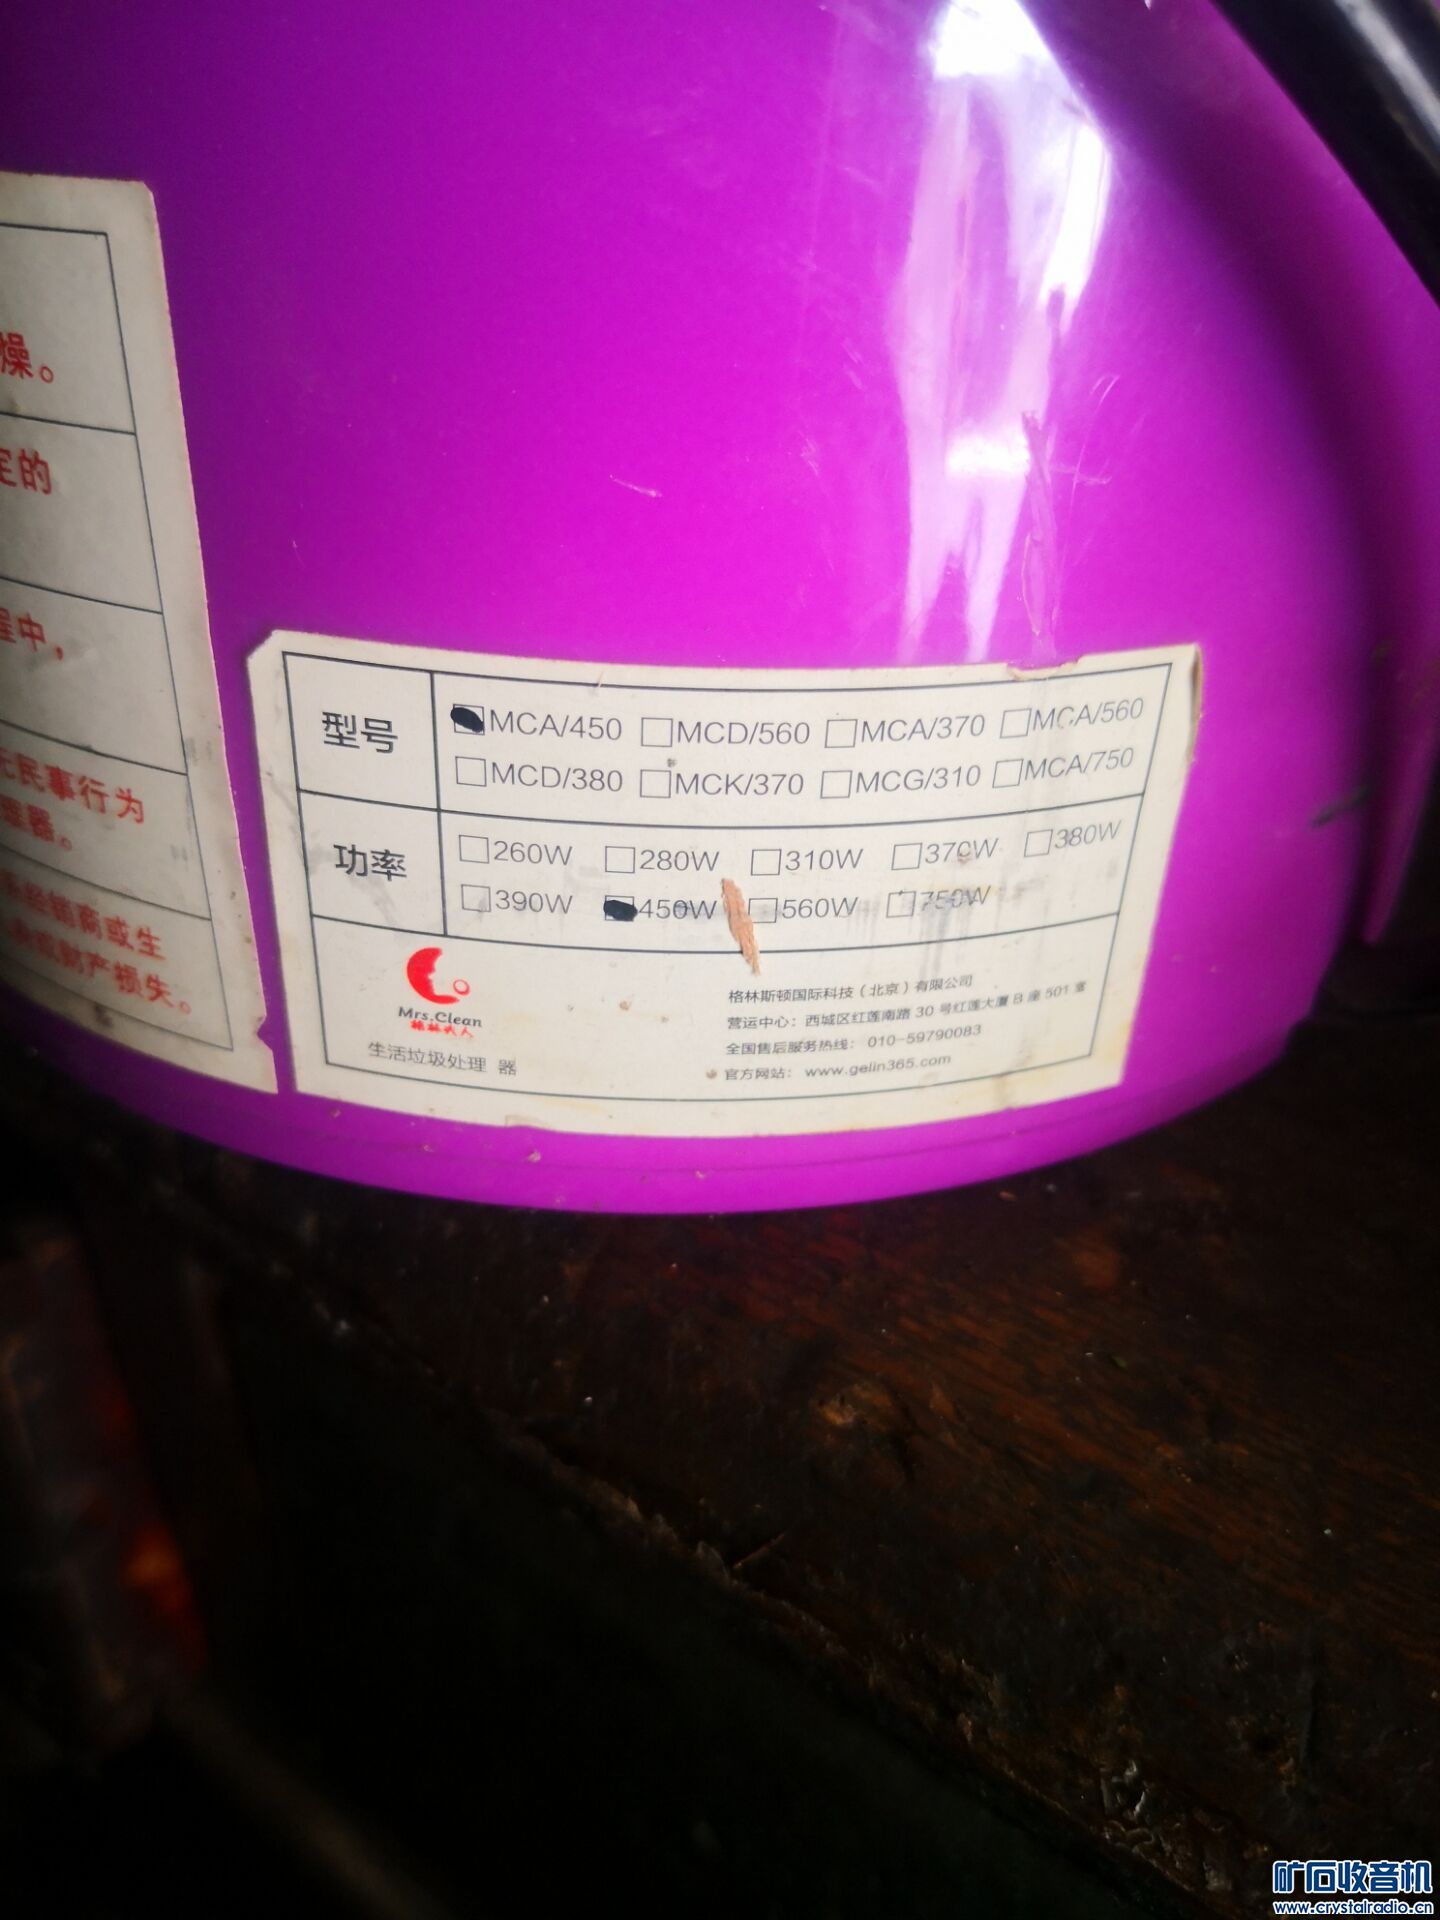 燥。
定的
程中，
无民事行为
理器。
经销商或生
财产损失。
型号
MCA/450 MCD/560 MCA/370 MCA/560
MCD/380 MCK/370 MCG/310 MCA/750
功率
260W 280W 310W 370W 380W
390W 450W 560W 750W
Mrs.Clean
格林夫人
生活垃圾处理 器
格林斯顿国际科技（北京）有限公司
营运中心：西城区红莲南路 30 号红莲大厦 B 座 501 室
全国售后服务热线： 010-59790083
官方网站： www.gelin365.com
矿石收音机
www.crystalradio.cn